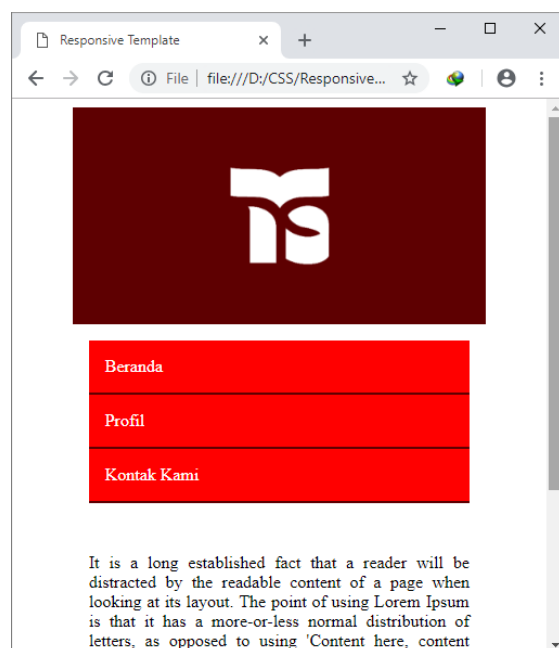 Responsive Template
File | file:///D:/CSS/Responsive...
Beranda
Profil
Kontak Kami
It is a long established fact that a reader will be
distracted by the readable content of a page when
looking at its layout. The point of using Lorem Ipsum
is that it has a more-or-less normal distribution of
letters, as opposed to using 'Content here, content